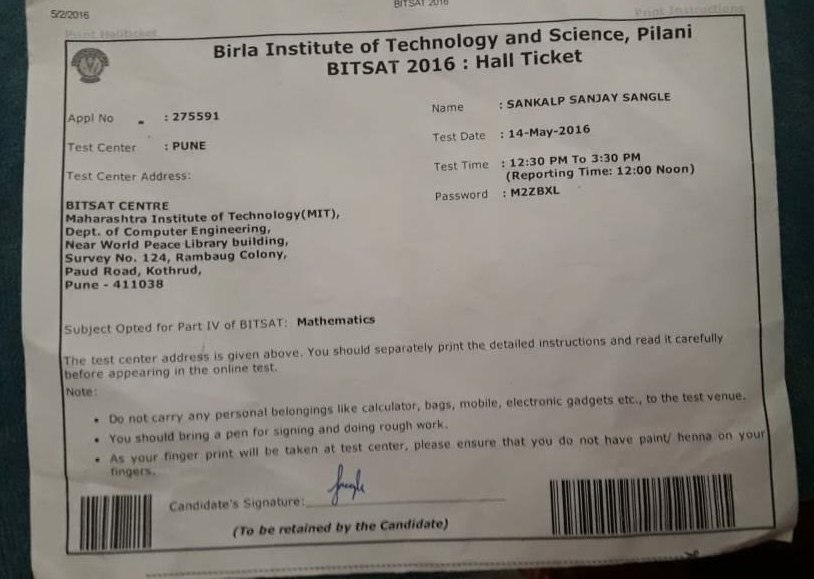 5/2/2016
BITSAT 2016
Print Hallticket
Print Instructions
Birla Institute of Technology and Science, Pilani
BITSAT 2016 : Hall Ticket
Appl No : 275591
Name : SANKALP SANJAY SANGLE
Test Center : PUNE
Test Date : 14-May-2016
Test Center Address:
Test Time : 12:30 PM To 3:30 PM
(Reporting Time: 12:00 Noon)
Password : M2ZBXL
BITSAT CENTRE
Maharashtra Institute of Technology(MIT),
Dept. of Computer Engineering,
Near World Peace Library building,
Survey No. 124, Rambaug Colony,
Paud Road, Kothrud,
Pune - 411038
Subject Opted for Part IV of BITSAT: Mathematics
The test center address is given above. You should separately print the detailed instructions and read it carefully
before appearing in the online test.
Note:
• Do not carry any personal belongings like calculator, bags, mobile, electronic gadgets etc., to the test venue.
• You should bring a pen for signing and doing rough work.
• As your finger print will be taken at test center, please ensure that you do not have paint/ henna on your
fingers.
Candidate's Signature:
(To be retained by the Candidate)